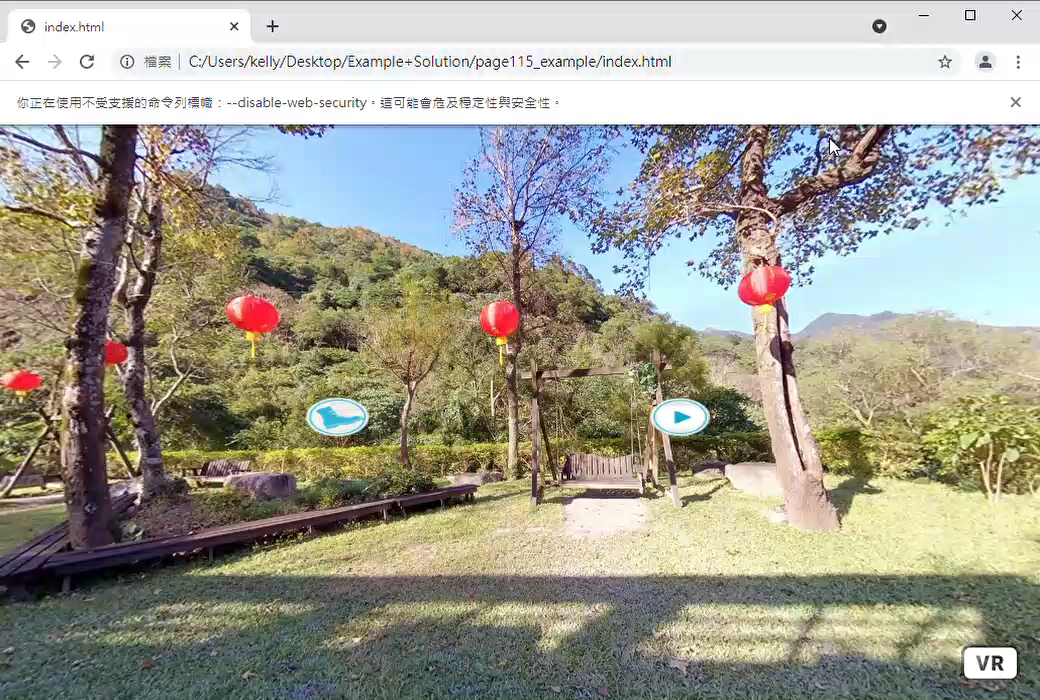 index.html
檔案 C:/Users/kelly/Desktop/Example+Solution/page115_example/index.html
你正在使用不受支援的命令列標幟：--disable-web-security。這可能會危及穩定性與安全性。
VR